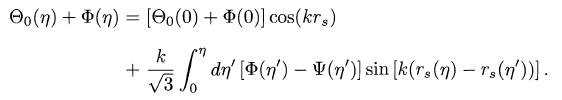 Θ₀(η) + Φ(η) = [Θ₀(0) + Φ(0)] cos(kr_s)
+ k/√3 ∫₀^η dη′ [Φ(η′) − Ψ(η′)] sin [k(r_s(η) − r_s(η′))] .